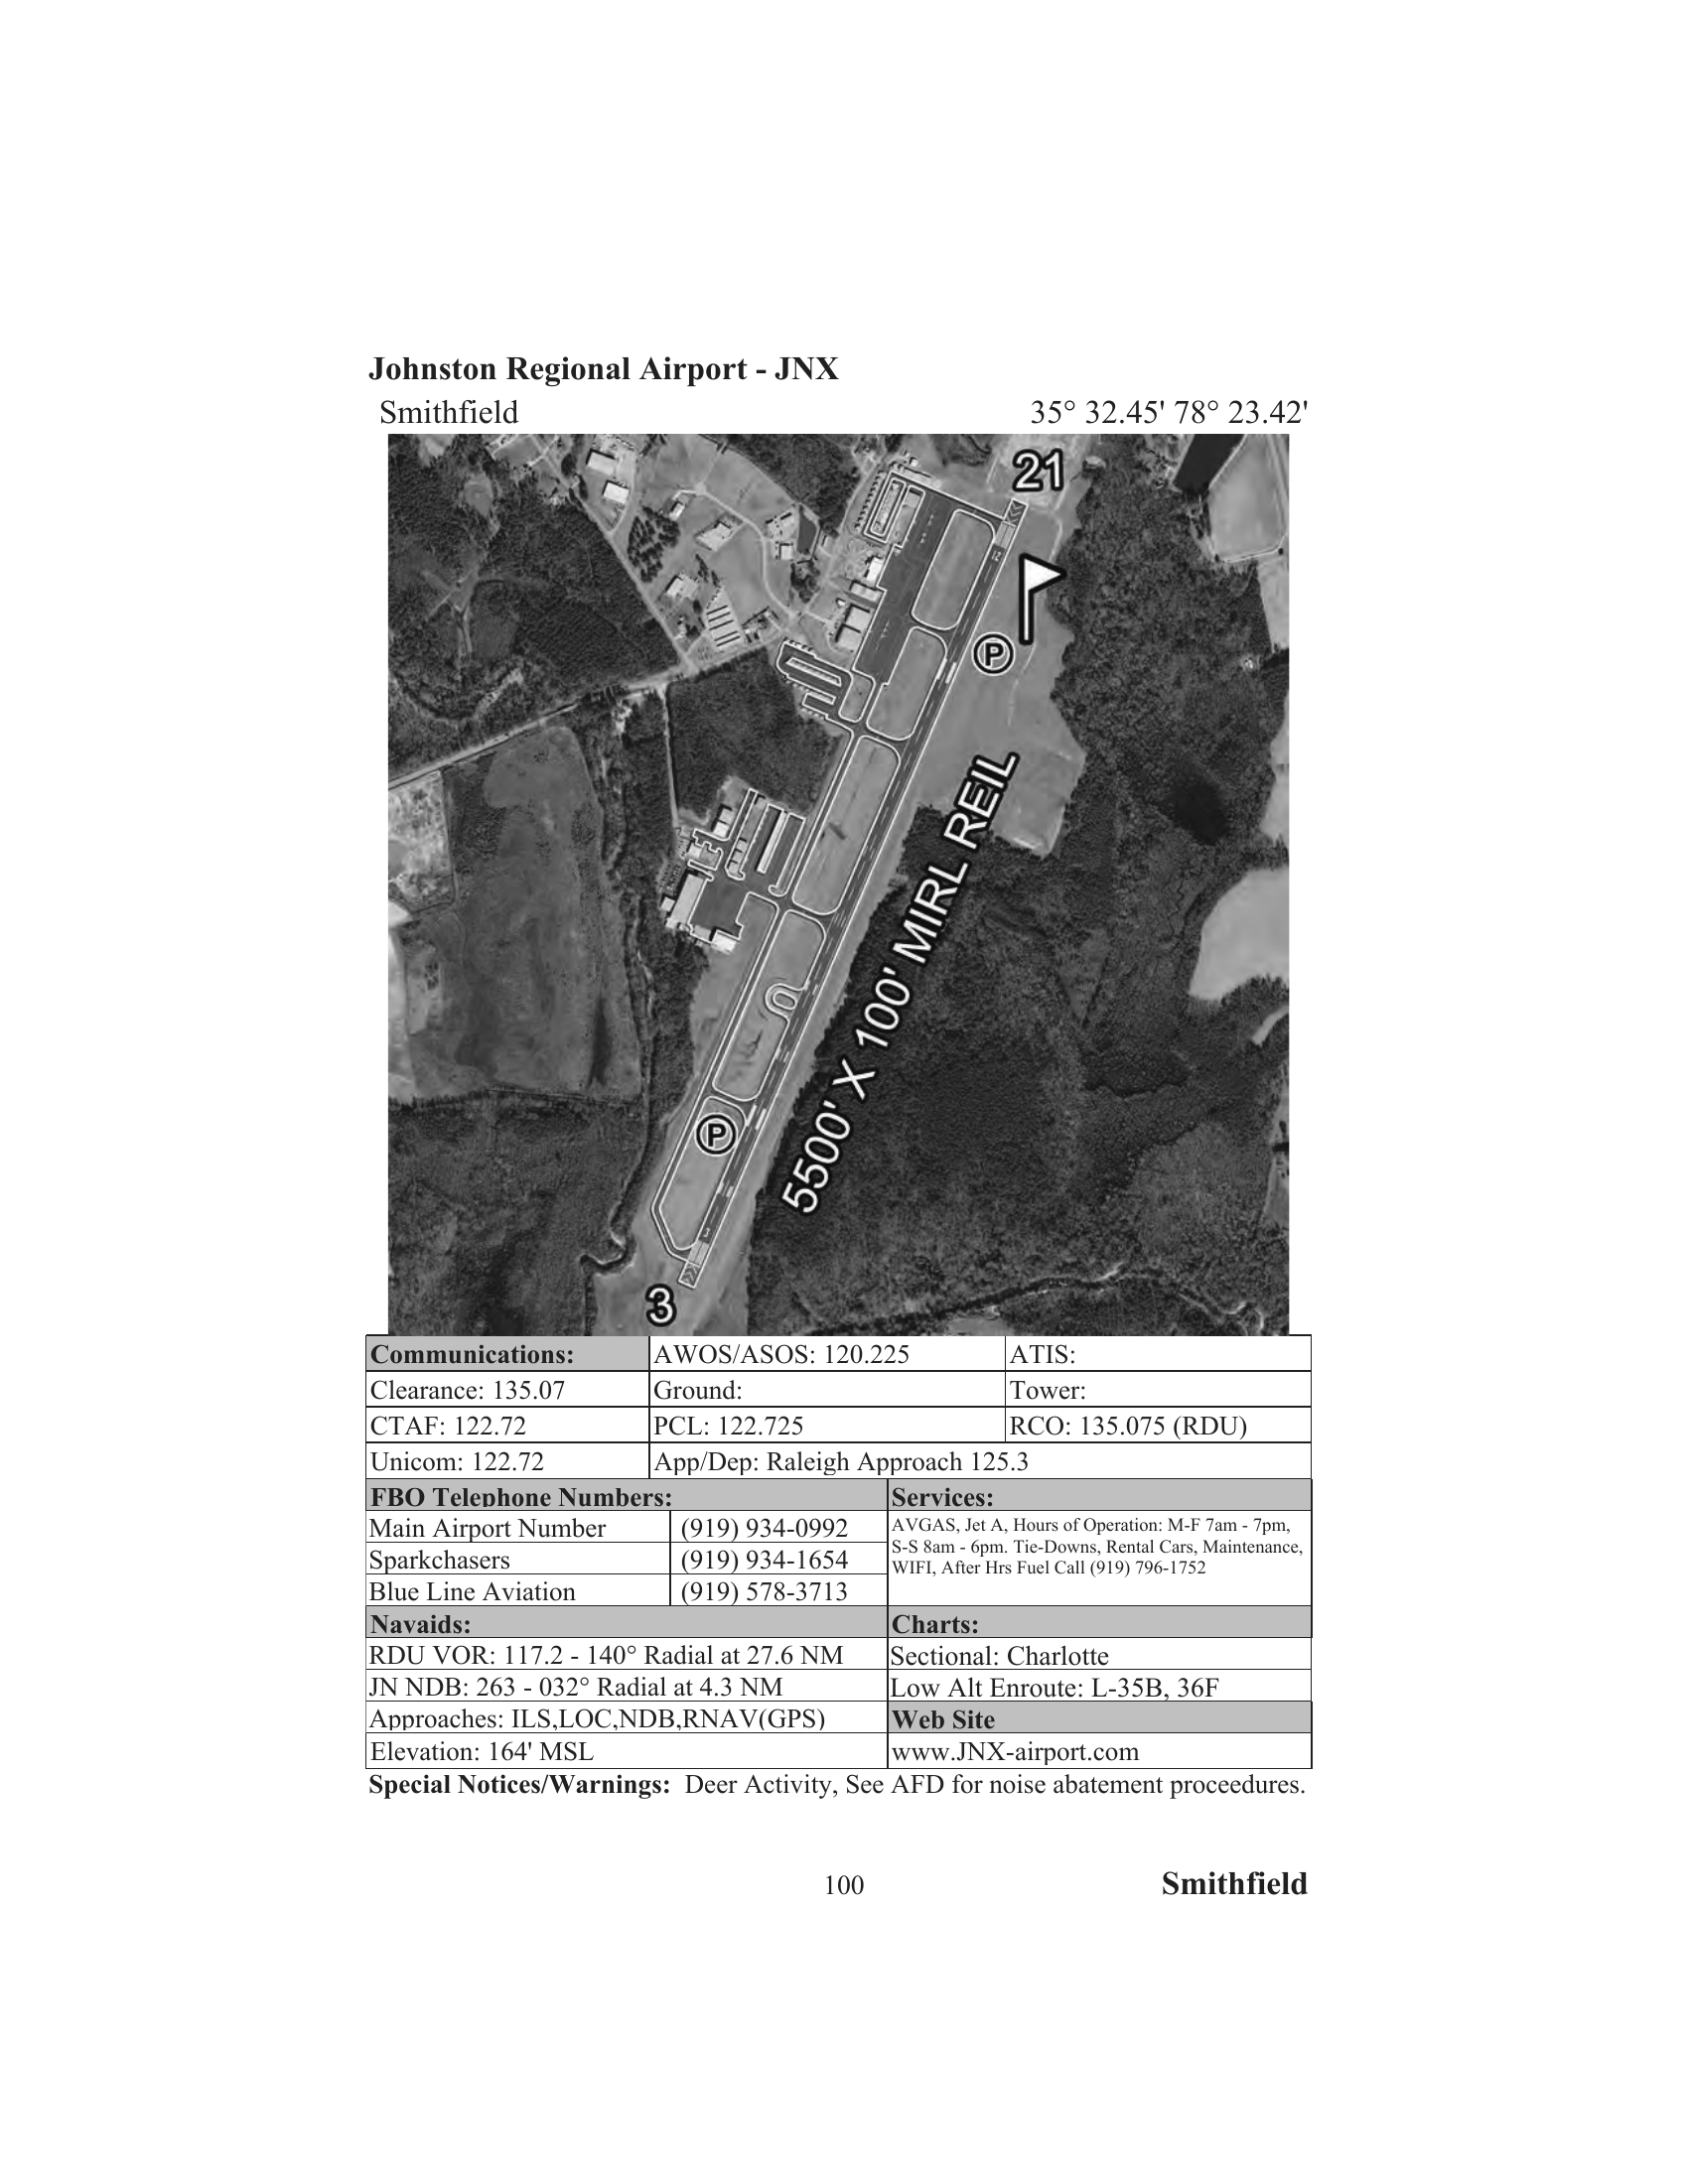 Johnston Regional Airport - JNX
Smithfield
35° 32.45' 78° 23.42'
21
P
5500' X 100' MIRL REIL
P
3
Communications:
AWOS/ASOS: 120.225
ATIS:
Clearance: 135.07
Ground:
Tower:
CTAF: 122.72
PCL: 122.725
RCO: 135.075 (RDU)
Unicom: 122.72
App/Dep: Raleigh Approach 125.3
FBO Telephone Numbers:
Services:
Main Airport Number
(919) 934-0992
Sparkchasers
(919) 934-1654
Blue Line Aviation
(919) 578-3713
AVGAS, Jet A, Hours of Operation: M-F 7am - 7pm,
S-S 8am - 6pm. Tie-Downs, Rental Cars, Maintenance,
WIFI, After Hrs Fuel Call (919) 796-1752
Navaids:
Charts:
RDU VOR: 117.2 - 140° Radial at 27.6 NM
Sectional: Charlotte
JN NDB: 263 - 032° Radial at 4.3 NM
Low Alt Enroute: L-35B, 36F
Approaches: ILS,LOC,NDB,RNAV(GPS)
Web Site
Elevation: 164' MSL
www.JNX-airport.com
Special Notices/Warnings: Deer Activity, See AFD for noise abatement proceedures.
100
Smithfield